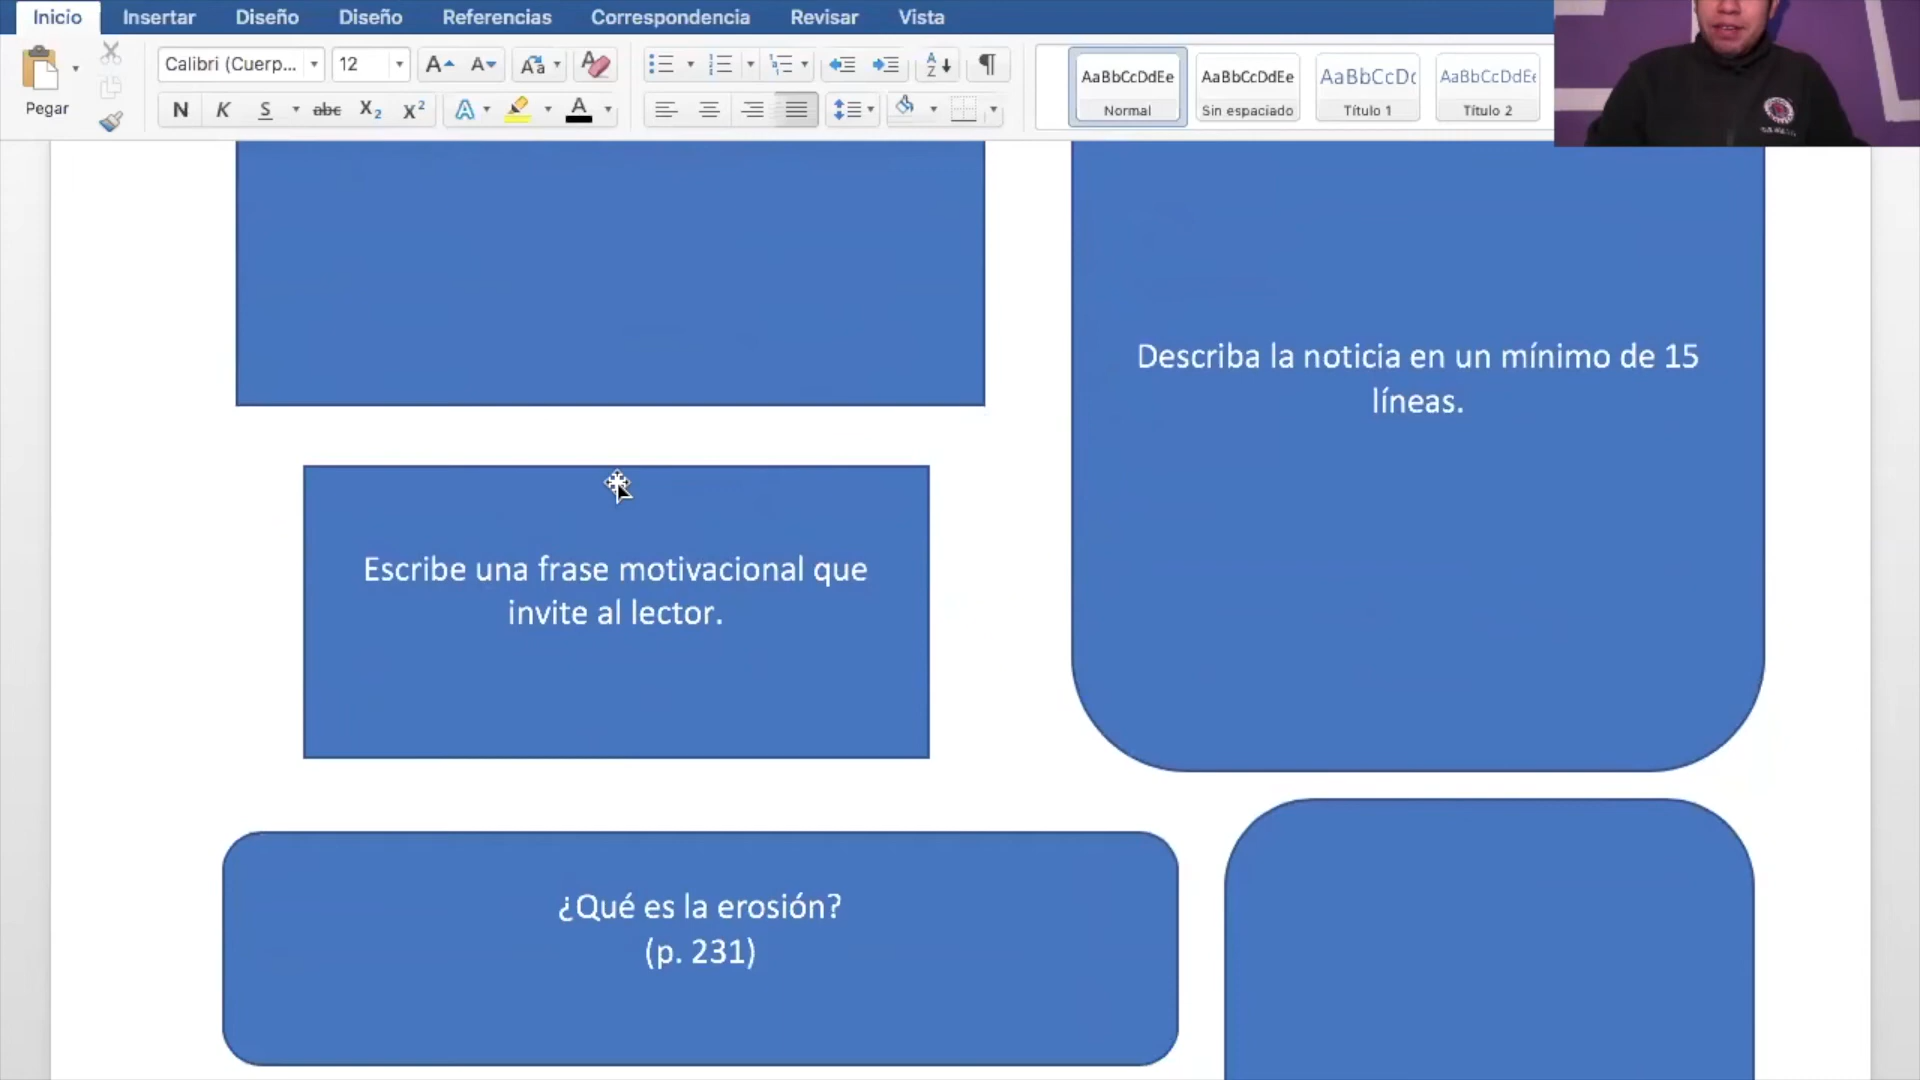 Inicio Insertar Diseño Diseño Referencias Correspondencia Revisar Vista
Pegar
Calibri (Cuerp... 12
N K S abc X2 X2
AaBbCcDdEe AaBbCcDdEe AaBbCcDc AaBbCcDdEe
Normal Sin espaciado Título 1 Título 2
Describa la noticia en un mínimo de 15
líneas.
Escribe una frase motivacional que
invite al lector.
¿Qué es la erosión?
(p. 231)